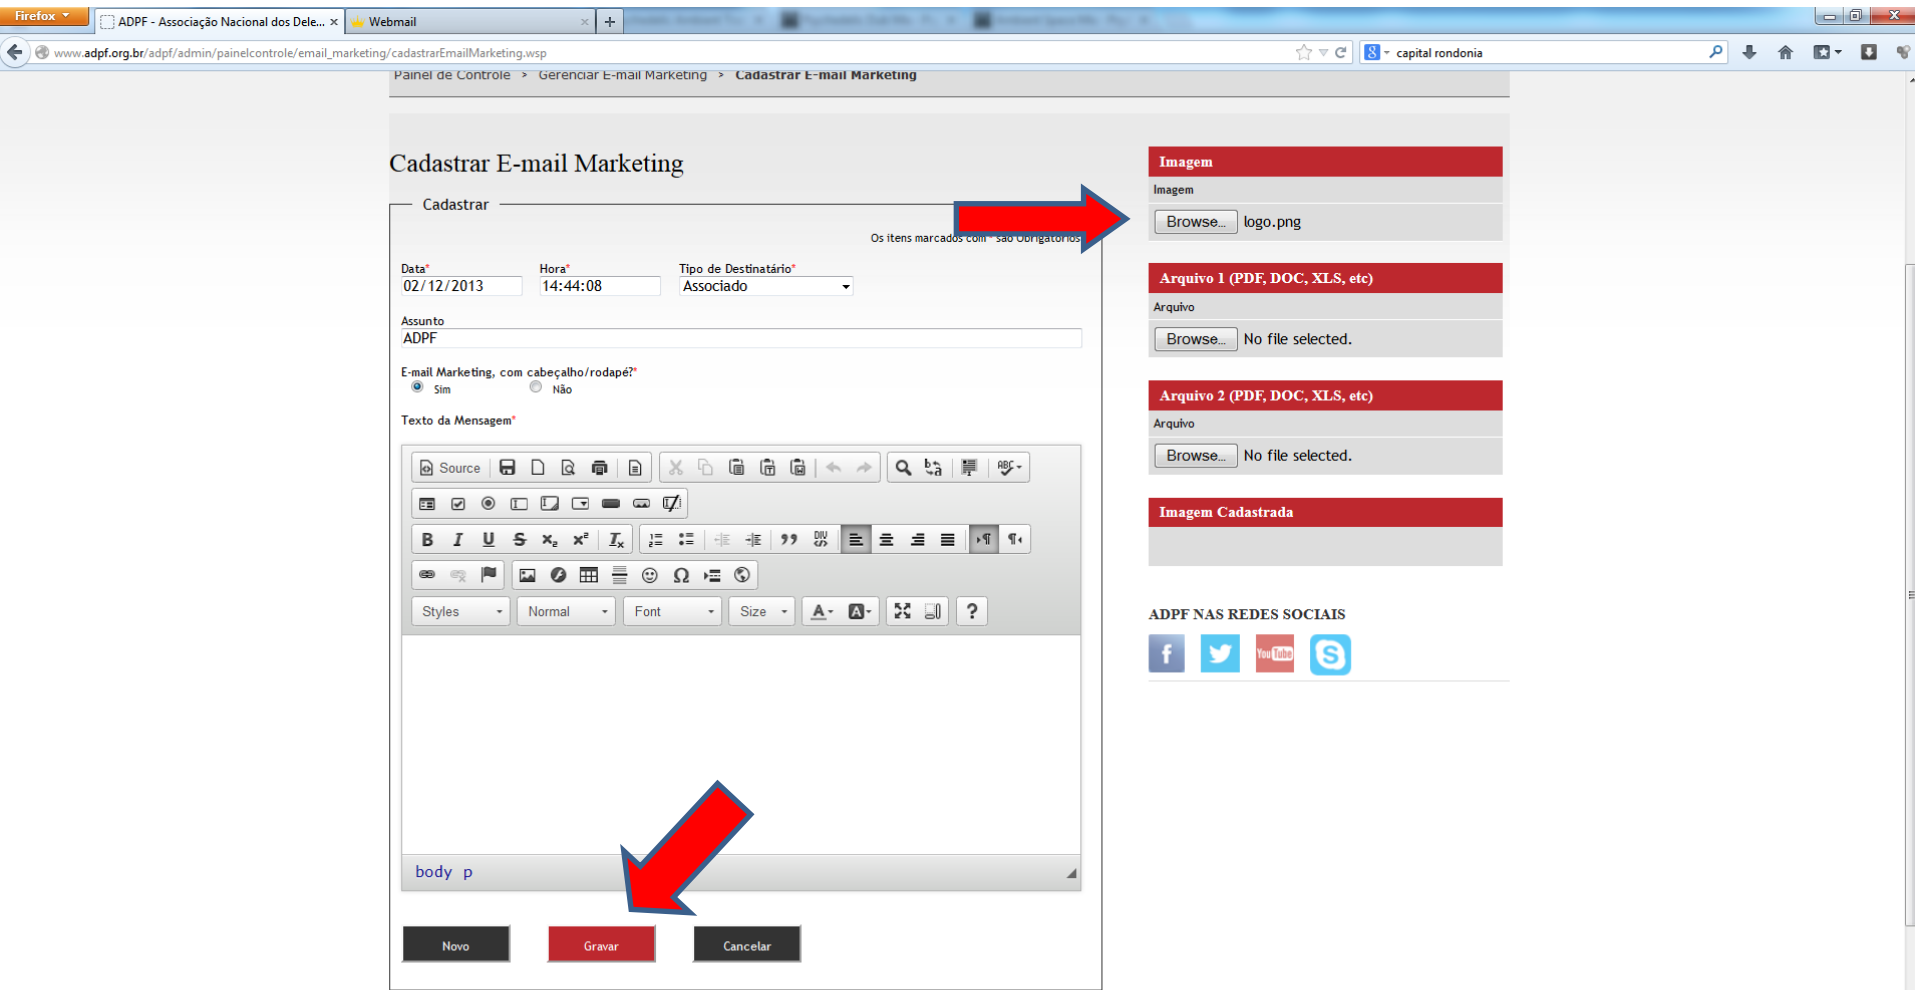 Firefox
ADPF - Associação Nacional dos Dele...
Webmail
www.adpf.org.br/adpf/admin/painelcontrole/email_marketing/cadastrarEmailMarketing.wsp
capital rondonia
Painel de Controle > Gerenciar E-mail Marketing > Cadastrar E-mail Marketing
Cadastrar E-mail Marketing
Cadastrar
Os itens marcados com * são Obrigatórios
Data*
Hora*
Tipo de Destinatário*
02/12/2013
14:44:08
Associado
Assunto
ADPF
E-mail Marketing, com cabeçalho/rodapé?*
Sim
Não
Texto da Mensagem*
Source
Styles
Normal
Font
Size
body p
Novo
Gravar
Cancelar
Imagem
Imagem
Browse... logo.png
Arquivo 1 (PDF, DOC, XLS, etc)
Arquivo
Browse... No file selected.
Arquivo 2 (PDF, DOC, XLS, etc)
Arquivo
Browse... No file selected.
Imagem Cadastrada
ADPF NAS REDES SOCIAIS
You Tube